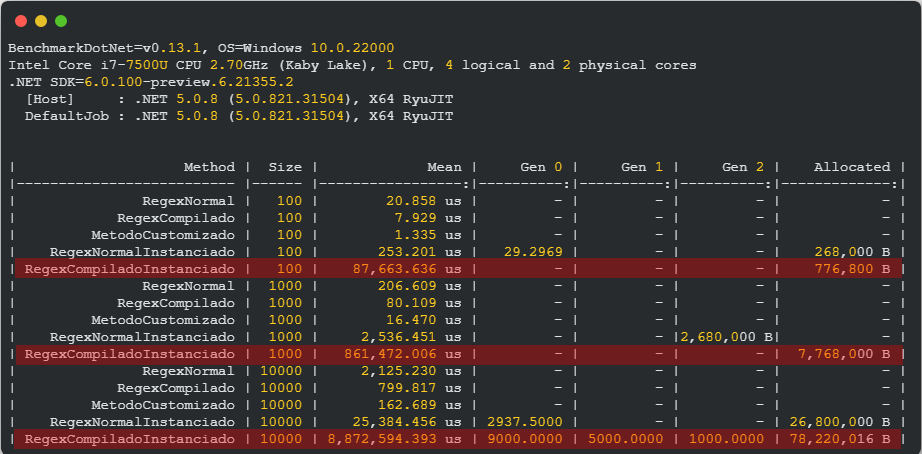 BenchmarkDotNet=v0.13.1, OS=Windows 10.0.22000
Intel Core i7-7500U CPU 2.70GHz (Kaby Lake), 1 CPU, 4 logical and 2 physical cores
.NET SDK=6.0.100-preview.6.21355.2
  [Host]     : .NET 5.0.8 (5.0.821.31504), X64 RyuJIT
  DefaultJob : .NET 5.0.8 (5.0.821.31504), X64 RyuJIT
|                    Method |  Size |              Mean |     Gen 0 |     Gen 1 |     Gen 2 |    Allocated |
|-------------------------- |------ |------------------:|----------:|----------:|----------:|-------------:|
|               RegexNormal |   100 |         20.858 us |         - |         - |         - |            - |
|            RegexCompilado |   100 |          7.929 us |         - |         - |         - |            - |
|         MetodoCustomizado |   100 |          1.335 us |         - |         - |         - |            - |
|    RegexNormalInstanciado |   100 |        253.201 us |   29.2969 |         - |         - |    268,000 B |
| RegexCompiladoInstanciado |   100 |     87,663.636 us |         - |         - |         - |    776,800 B |
|               RegexNormal |  1000 |        206.609 us |         - |         - |         - |            - |
|            RegexCompilado |  1000 |         80.109 us |         - |         - |         - |            - |
|         MetodoCustomizado |  1000 |         16.470 us |         - |         - |         - |            - |
|    RegexNormalInstanciado |  1000 |      2,536.451 us |         - |         - |2,680,000 B|            - |
| RegexCompiladoInstanciado |  1000 |    861,472.006 us |         - |         - |         - |  7,768,000 B |
|               RegexNormal | 10000 |      2,125.230 us |         - |         - |         - |            - |
|            RegexCompilado | 10000 |        799.817 us |         - |         - |         - |            - |
|         MetodoCustomizado | 10000 |        162.689 us |         - |         - |         - |            - |
|    RegexNormalInstanciado | 10000 |     25,384.456 us | 2937.5000 |         - |         - | 26,800,000 B |
| RegexCompiladoInstanciado | 10000 |  8,872,594.393 us | 9000.0000 | 5000.0000 | 1000.0000 | 78,220,016 B |